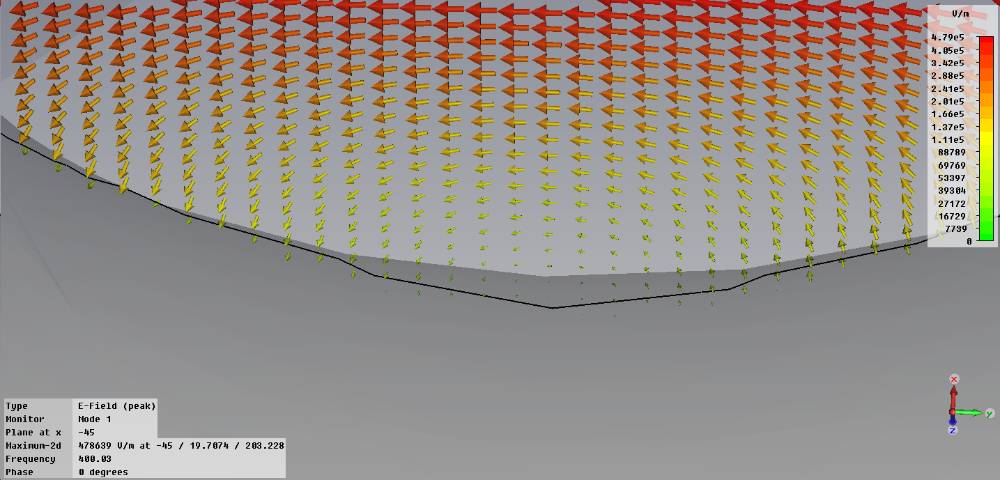 V/m
4.79e5
4.05e5
3.42e5
2.88e5
2.41e5
2.01e5
1.66e5
1.37e5
1.11e5
88789
69769
53397
39304
27172
16729
7739
0
x
y
z
Type E-Field (peak)
Monitor Mode 1
Plane at x -45
Maximum-2d 478639 V/m at -45 / 19.7074 / 203.228
Frequency 400.03
Phase 0 degrees